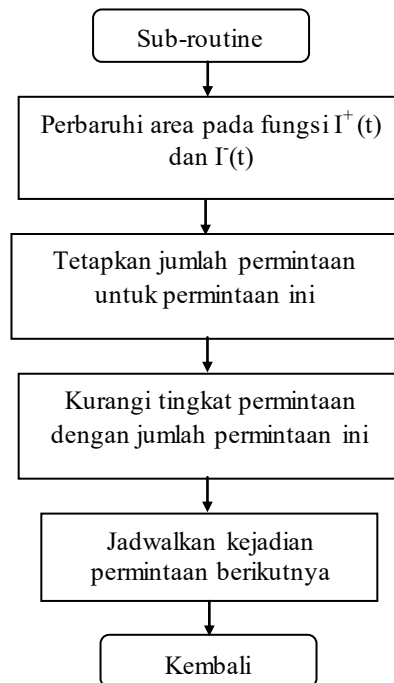 Sub-routine
Perbaruhi area pada fungsi I⁺(t)
dan I⁻(t)
Tetapkan jumlah permintaan
untuk permintaan ini
Kurangi tingkat permintaan
dengan jumlah permintaan ini
Jadwalkan kejadian
permintaan berikutnya
Kembali